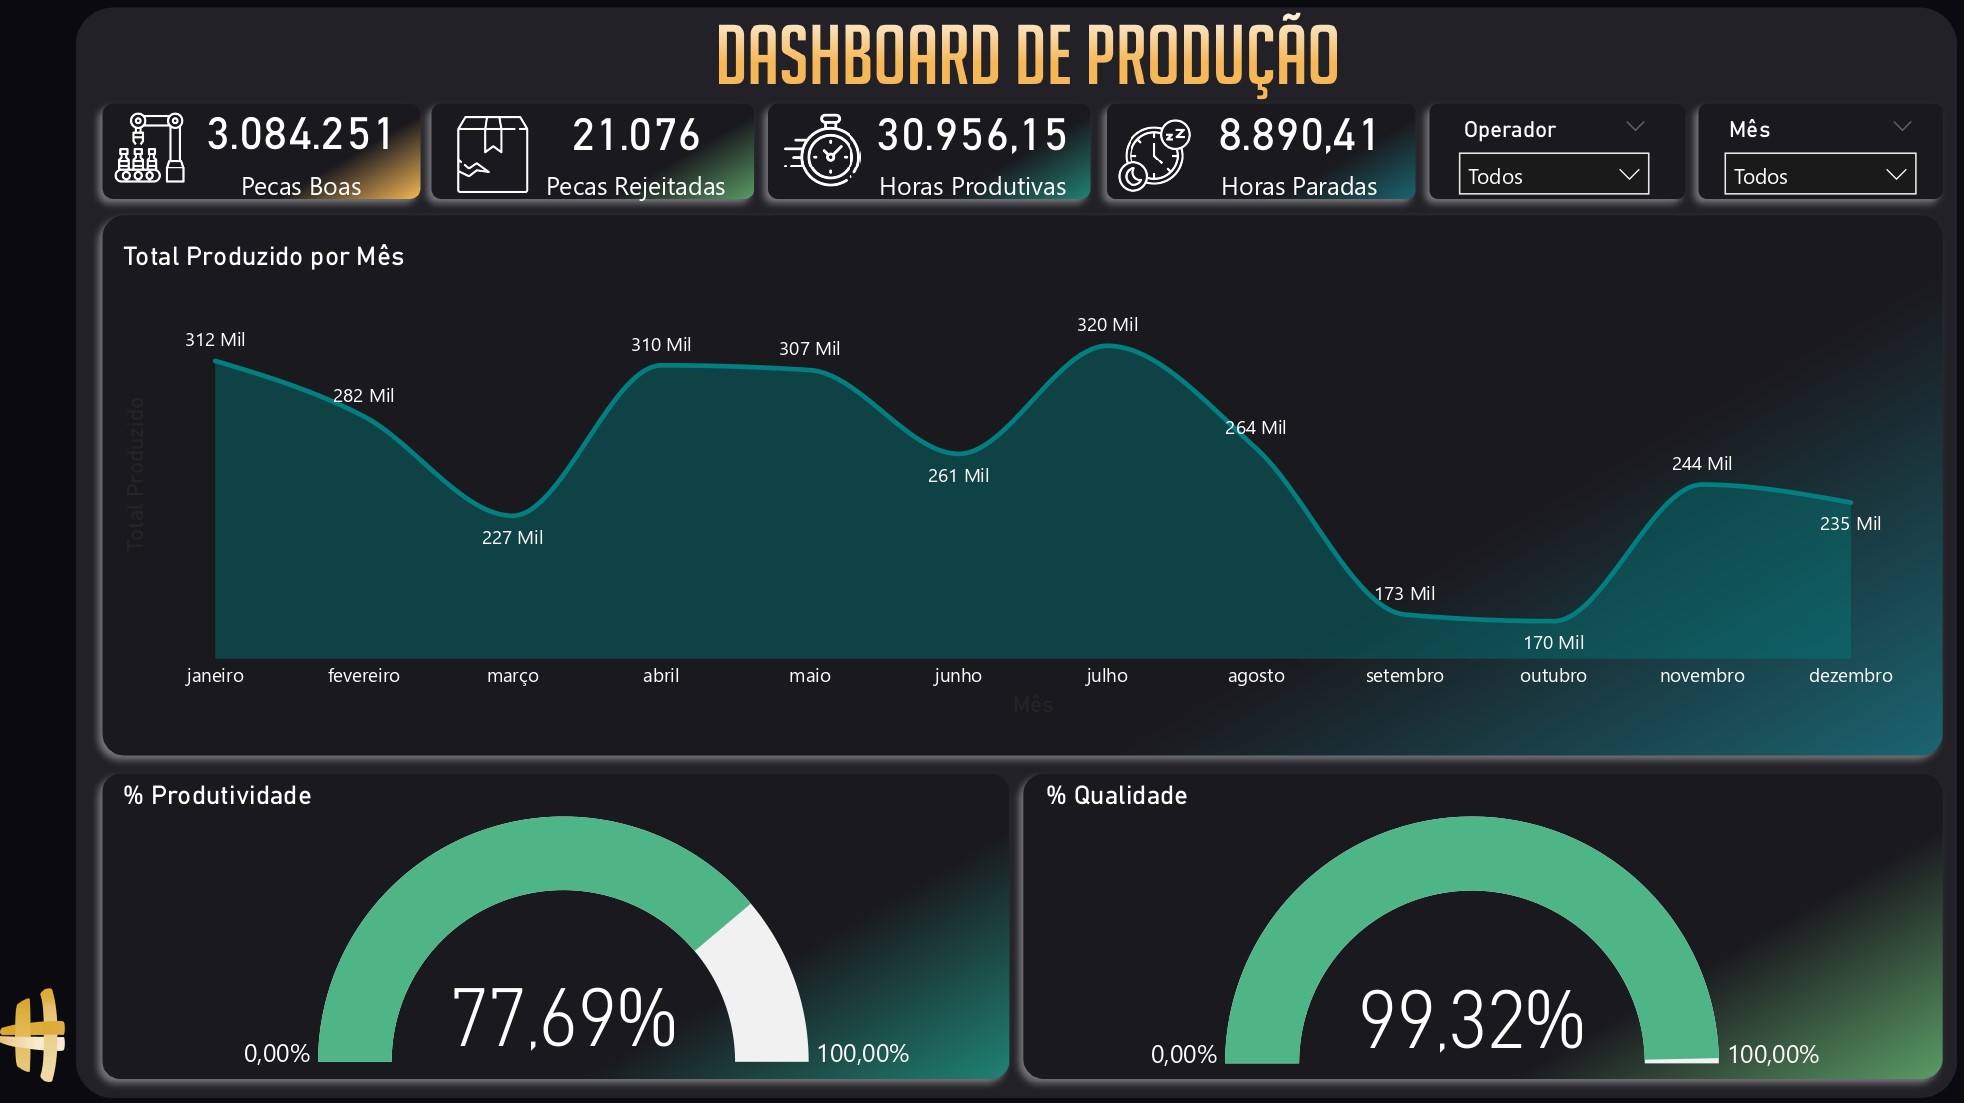 DASHBOARD DE PRODUÇÃO
3.084.251
Pecas Boas
21.076
Pecas Rejeitadas
30.956,15
Horas Produtivas
zZ
8.890,41
Horas Paradas
Operador
Todos
Mês
Todos
Total Produzido por Mês
Total Produzido
312 Mil
282 Mil
227 Mil
310 Mil
307 Mil
261 Mil
320 Mil
264 Mil
173 Mil
170 Mil
244 Mil
235 Mil
janeiro
fevereiro
março
abril
maio
junho
julho
agosto
setembro
outubro
novembro
dezembro
Mês
% Produtividade
77,69%
0,00%
100,00%
% Qualidade
99,32%
0,00%
100,00%